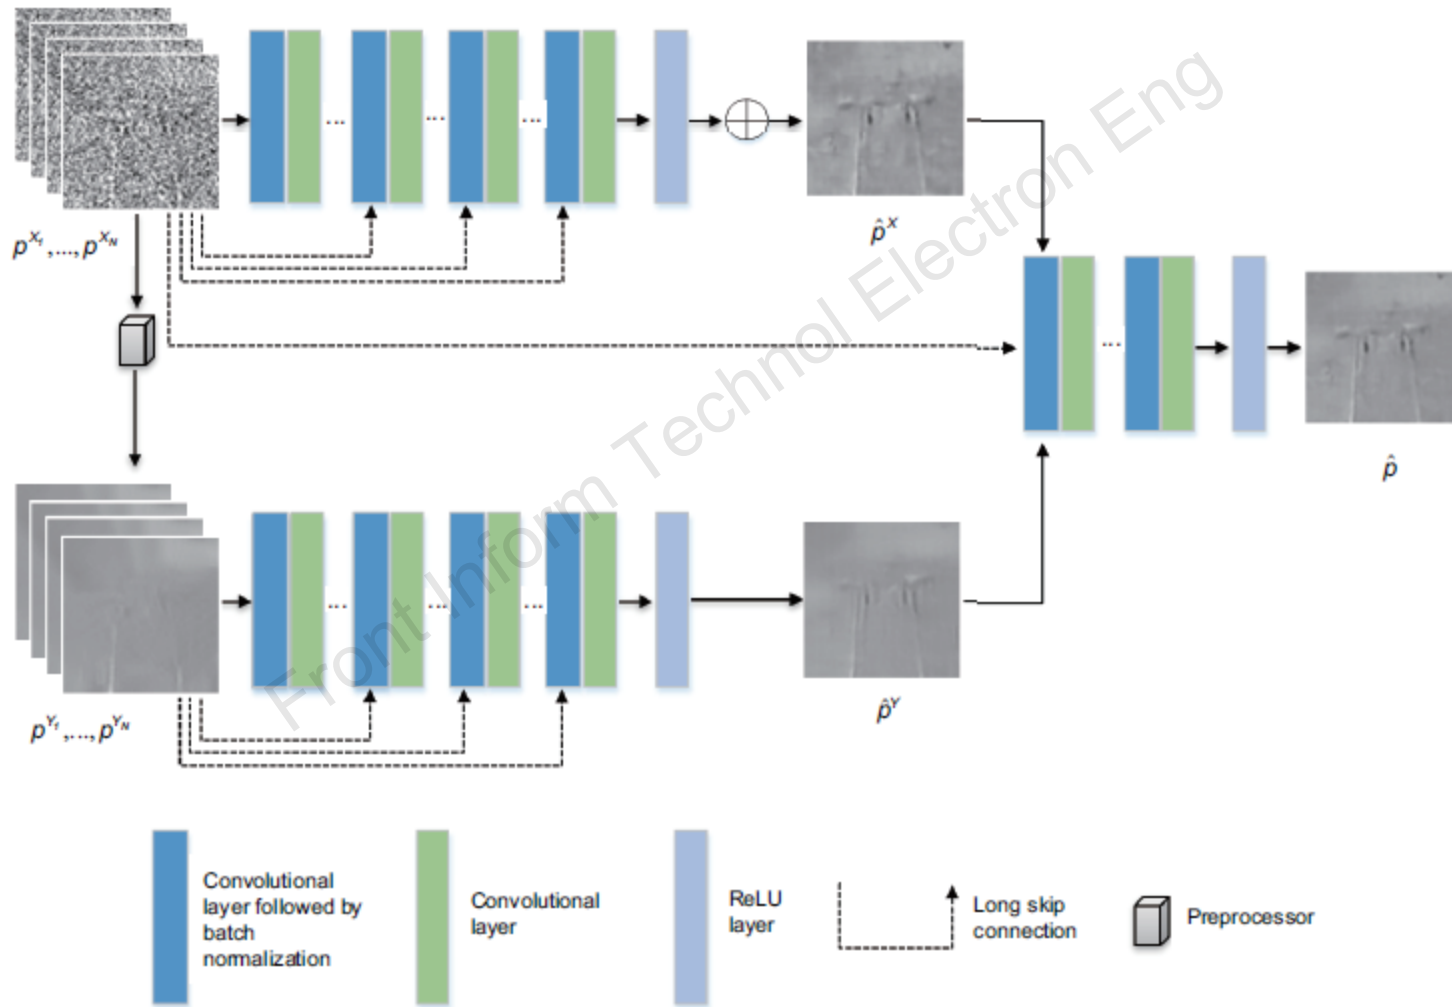 p^{X_1},...,p^{X_N}
p̂^X
p̂
p^{Y_1},...,p^{Y_N}
p̂^Y
...
...
...
...
...
...
...
Front Inform Technol Electron Eng
Convolutional
layer followed by
batch
normalization
Convolutional
layer
ReLU
layer
Long skip
connection
Preprocessor